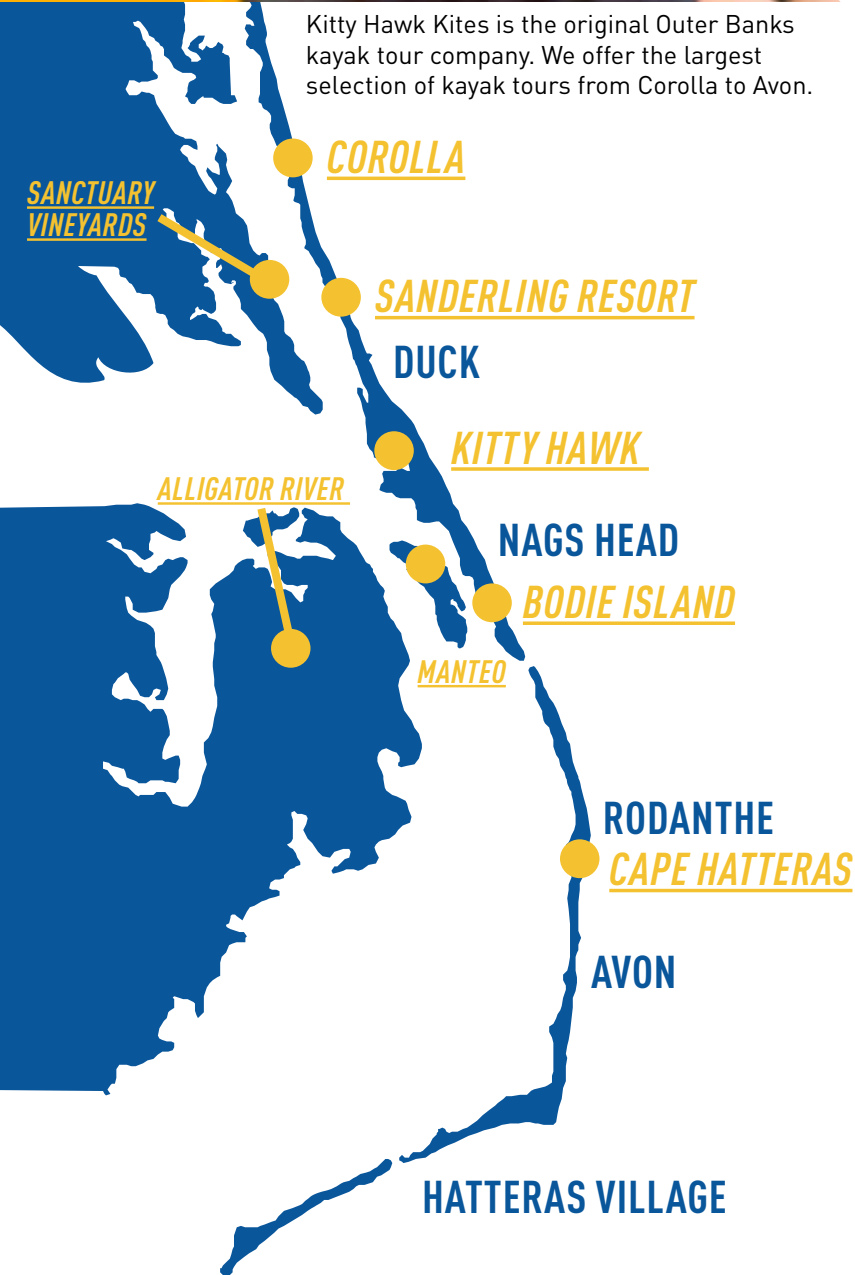 Kitty Hawk Kites is the original Outer Banks
kayak tour company. We offer the largest
selection of kayak tours from Corolla to Avon.
COROLLA
SANCTUARY
VINEYARDS
SANDERLING RESORT
DUCK
KITTY HAWK
ALLIGATOR RIVER
NAGS HEAD
BODIE ISLAND
MANTEO
RODANTHE
CAPE HATTERAS
AVON
HATTERAS VILLAGE